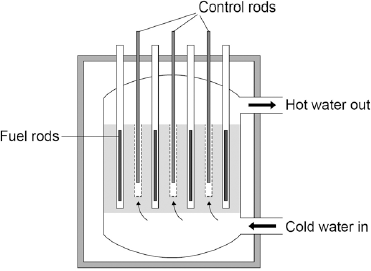 Control rods
Hot water out
Fuel rods
Cold water in